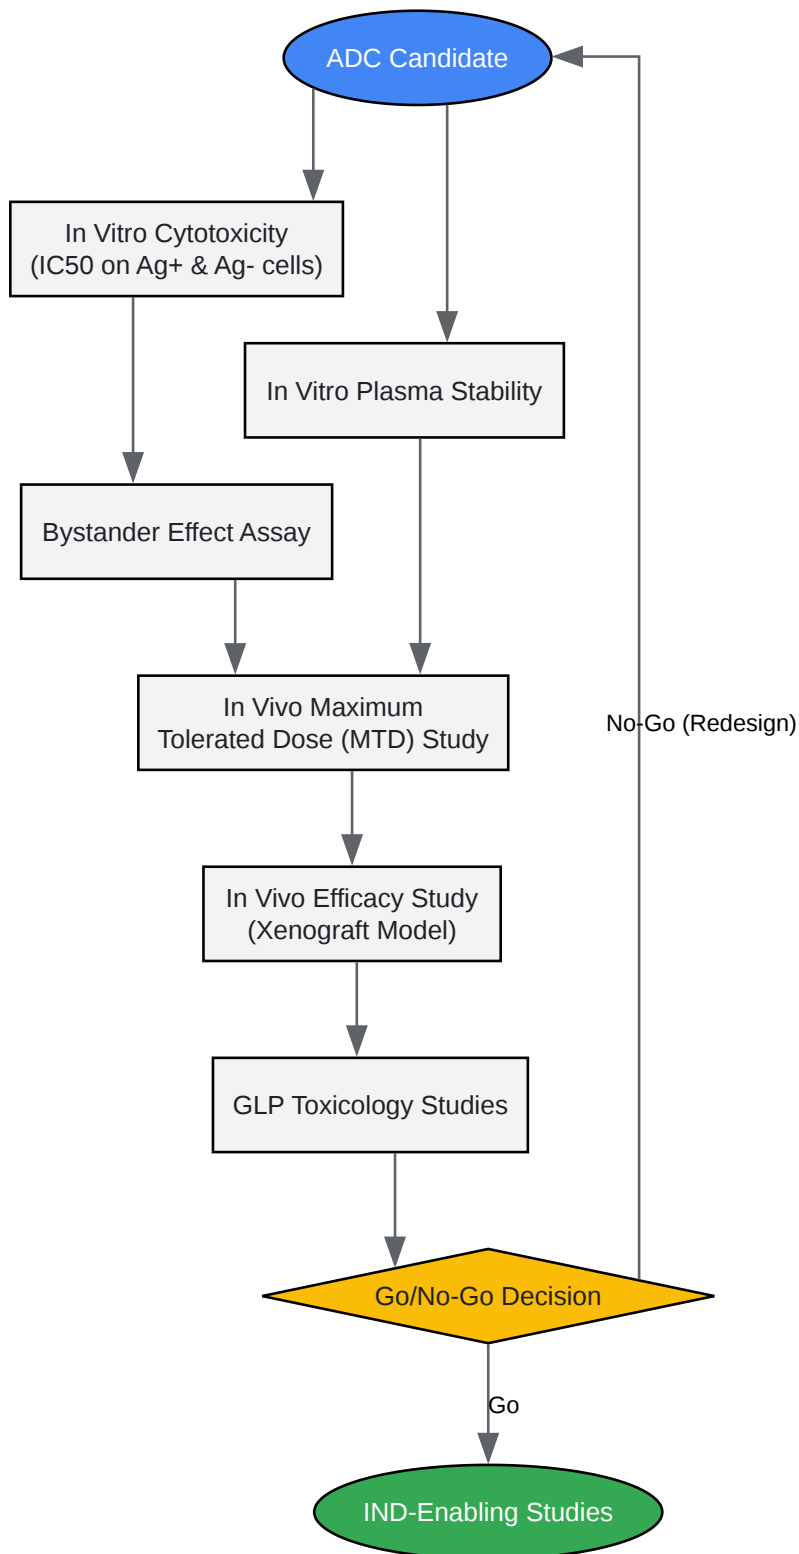 ADC Candidate
In Vitro Cytotoxicity
(IC50 on Ag+ & Ag- cells)
In Vitro Plasma Stability
Bystander Effect Assay
In Vivo Maximum
Tolerated Dose (MTD) Study
No-Go (Redesign)
In Vivo Efficacy Study
(Xenograft Model)
GLP Toxicology Studies
Go/No-Go Decision
Go
IND-Enabling Studies